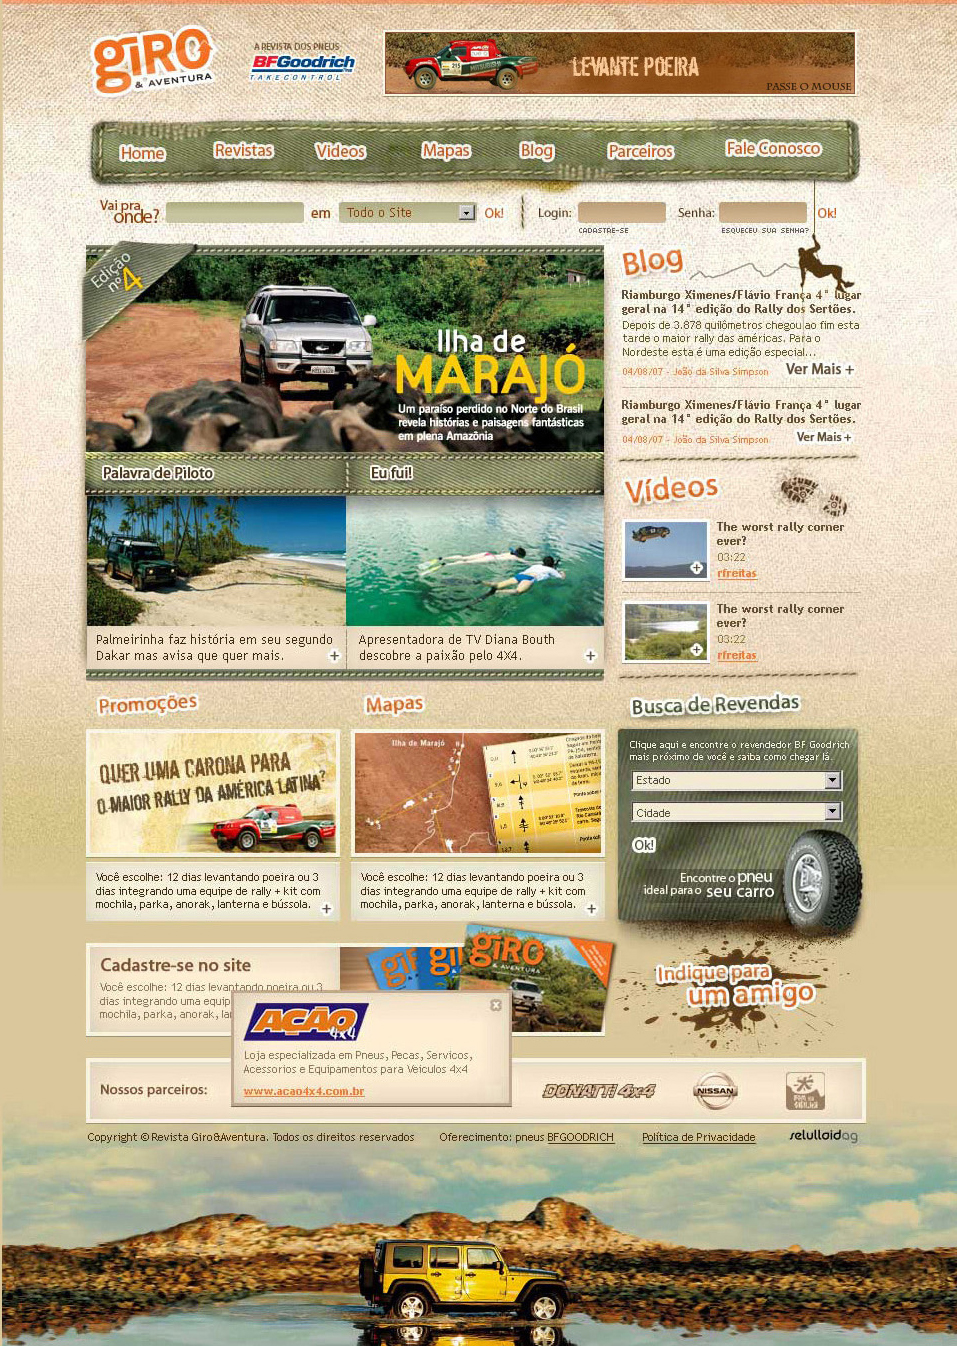 GiRO
& AVENTURA
A REVISTA DOS PNEUS
BFGoodrich
TAKE CONTROL
LEVANTE POEIRA
PASSE O MOUSE
Home
Revistas
Videos
Mapas
Blog
Parceiros
Fale Conosco
Vai pra
onde?
em
Todo o Site
Ok!
Login:
Senha:
Ok!
CADASTRE-SE
ESQUECEU SUA SENHA?
Edição
nº 4
Ilha de
MARAJÓ
Um paraíso perdido no Norte do Brasil
revela histórias e paisagens fantásticas
em plena Amazônia
Palavra de Piloto
Eu fui!
Palmeirinha faz história em seu segundo
Dakar mas avisa que quer mais.
Apresentadora de TV Diana Bouth
descobre a paixão pelo 4X4.
Blog
Riamburgo Ximenes/Flávio França 4° lugar
geral na 14° edição do Rally dos Sertões.
Depois de 3.878 quilômetros chegou ao fim esta
tarde o maior rally das américas. Para o
Nordeste esta é uma edição especial...
04/08/07 - João da Silva Simpson
Ver Mais +
Riamburgo Ximenes/Flávio França 4° lugar
geral na 14° edição do Rally dos Sertões.
04/08/07 - João da Silva Simpson
Ver Mais +
Vídeos
The worst rally corner
ever?
03:22
rfreitas
The worst rally corner
ever?
03:22
rfreitas
Promoções
QUER UMA CARONA PARA
O MAIOR RALLY DA AMÉRICA LATINA?
Você escolhe: 12 dias levantando poeira ou 3
dias integrando uma equipe de rally + kit com
mochila, parka, anorak, lanterna e bússola.
Mapas
Ilha de Marajó
Você escolhe: 12 dias levantando poeira ou 3
dias integrando uma equipe de rally + kit com
mochila, parka, anorak, lanterna e bússola.
Busca de Revendas
Clique aqui e encontre o revendedor BF Goodrich
mais próximo de você e saiba como chegar lá.
Estado
Cidade
Ok!
Encontre o pneu
ideal para o seu carro
Cadastre-se no site
Você escolhe: 12 dias levantando poeira ou 3
dias integrando uma equip
mochila, parka, anorak, la
GiRO
& AVENTURA
Indique para
um amigo
AÇÃO
4x4
Loja especializada em Pneus, Pecas, Servicos,
Acessorios e Equipamentos para Veiculos 4x4
www.acao4x4.com.br
Nossos parceiros:
DONATTI 4x4
NISSAN
Copyright © Revista Giro&Aventura. Todos os direitos reservados
Oferecimento: pneus BFGOODRICH
Política de Privacidade
selulloidag